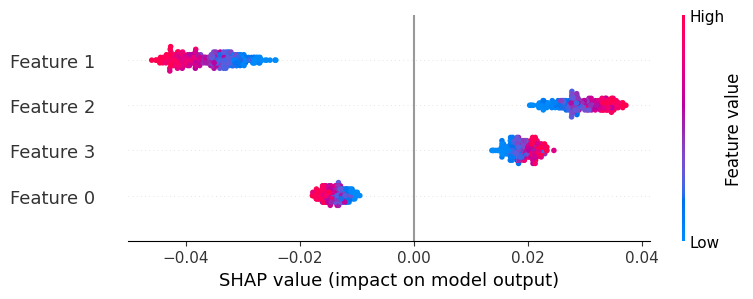 High
Feature 1
Feature 2
Feature 3
Feature 0
Feature value
Low
−0.04 −0.02 0.00 0.02 0.04
SHAP value (impact on model output)